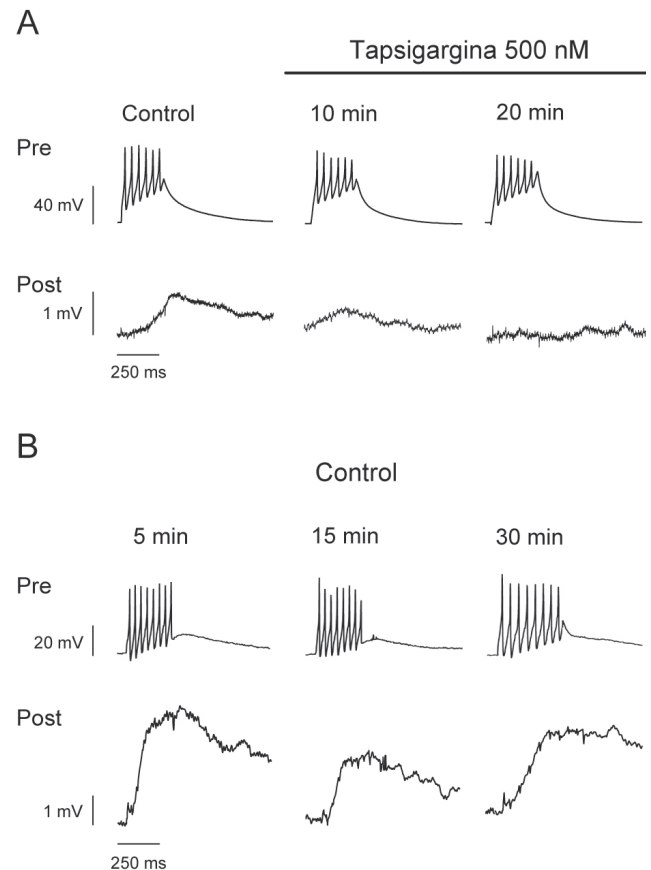 A
Tapsigargina 500 nM
Control 10 min 20 min
Pre
40 mV
Post
1 mV
250 ms
B
Control
5 min 15 min 30 min
Pre
20 mV
Post
1 mV
250 ms